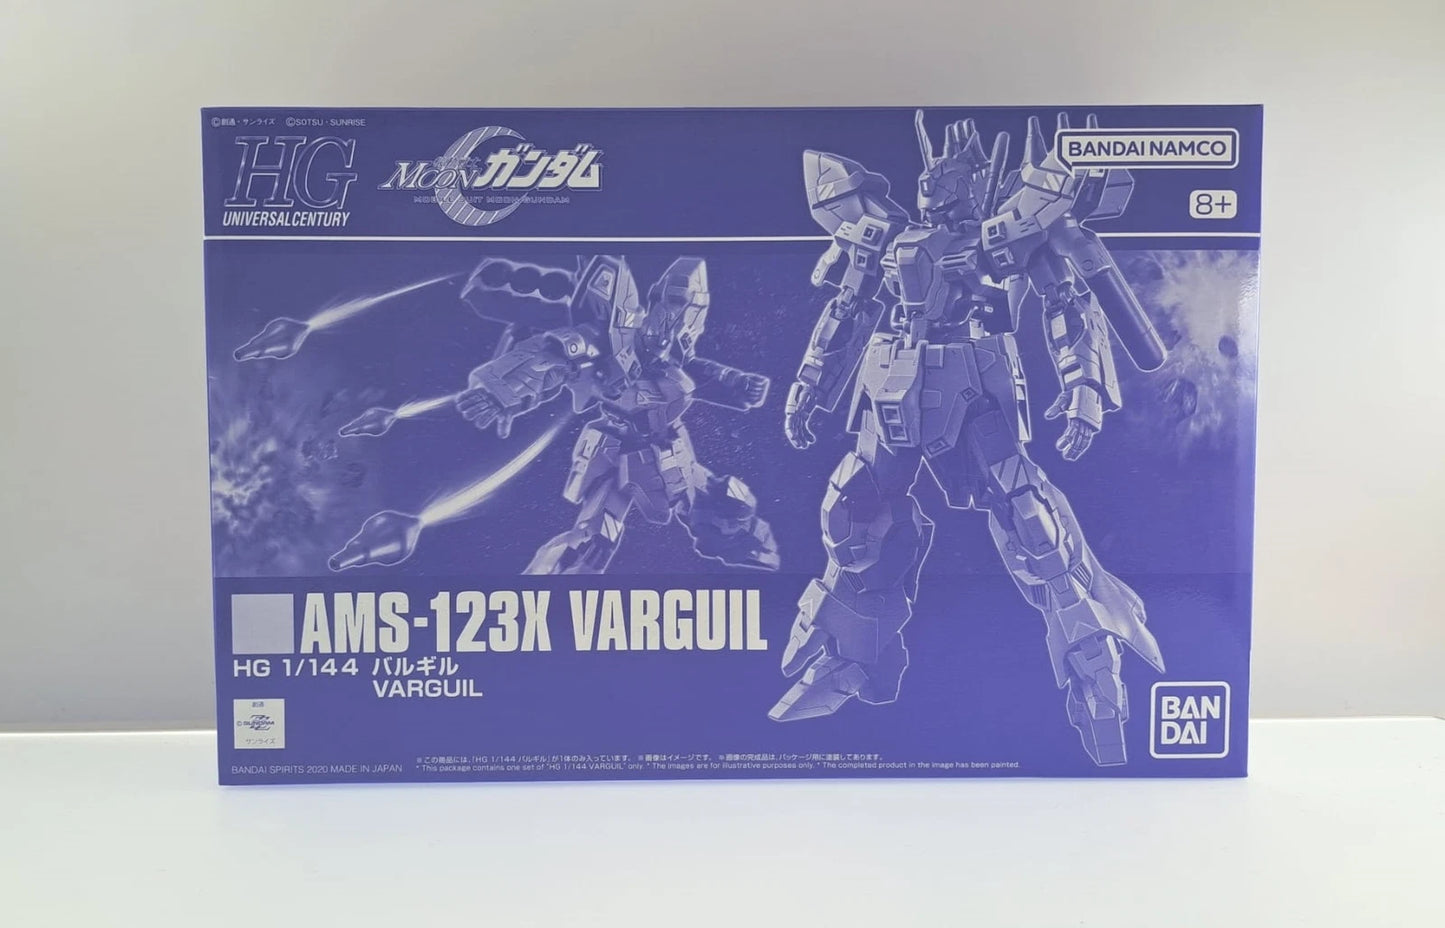 ©創通・サンライズ ©SOTSU・SUNRISE
HG
UNIVERSAL CENTURY
MOON ガンダム
MOBILE SUIT MOON GUNDAM
BANDAI NAMCO
8+
AMS-123X VARGUIL
HG 1/144 バルギル
VARGUIL
創通
© GUNDAM
サンライズ
BAN
DAI
BANDAI SPIRITS 2020 MADE IN JAPAN
※この商品には、「HG 1/144 バルギル」が1体のみ入っています。 ※画像はイメージです。 ※画像の完成品は、パッケージ用に塗装してあります。
* This package contains one set of "HG 1/144 VARGUIL" only. * The images are for illustrative purposes only. * The completed product in the image has been painted.